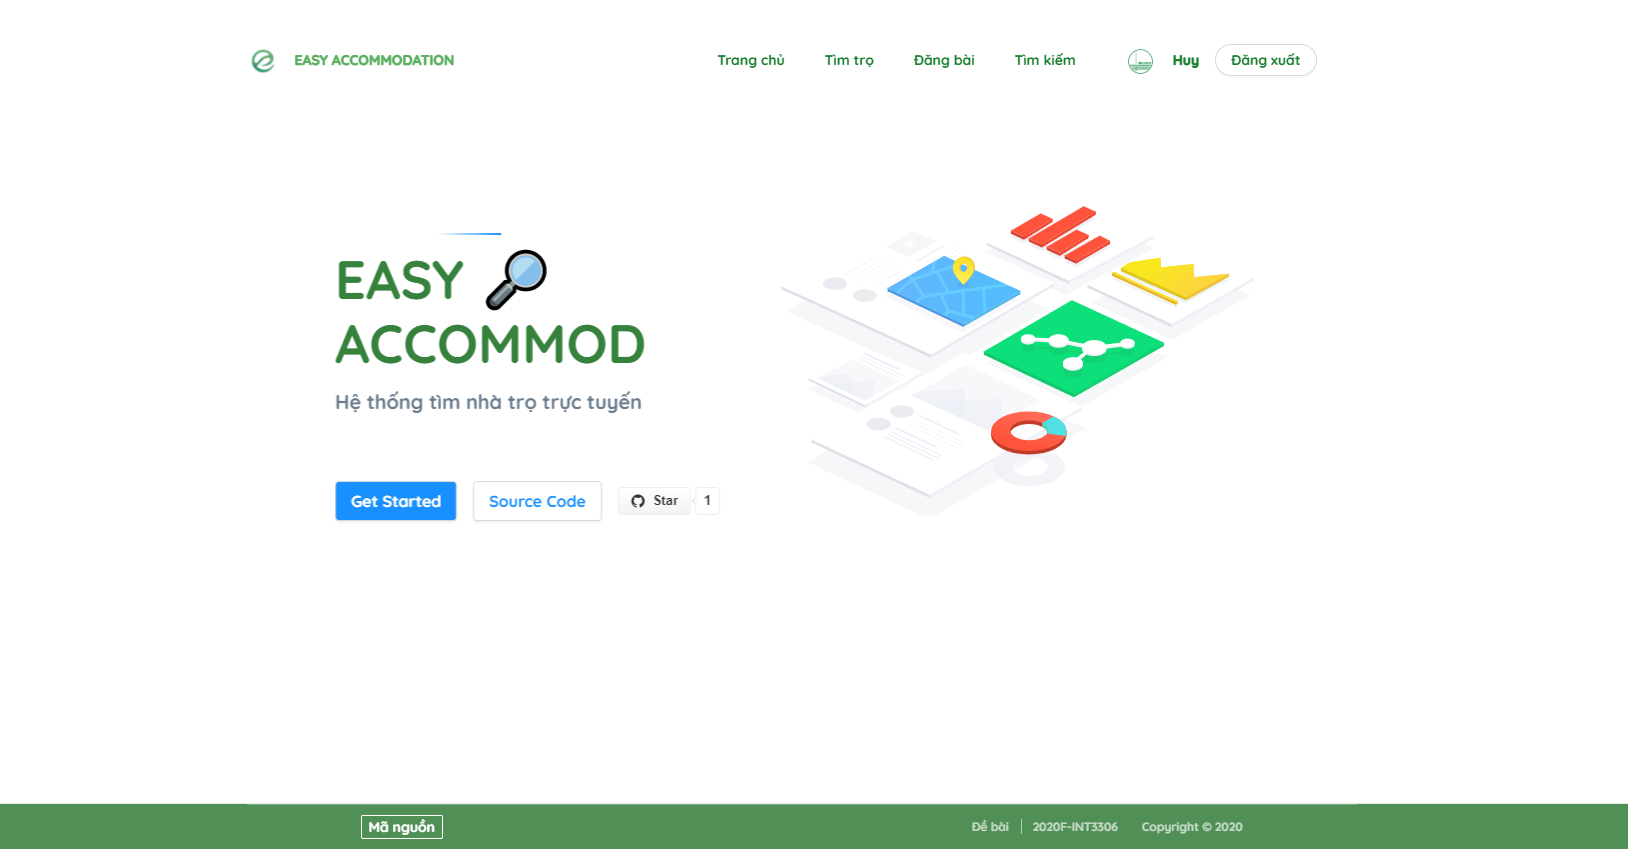 EASY ACCOMMODATION
Trang chủ
Tìm trọ
Đăng bài
Tìm kiếm
Huy
Đăng xuất
EASY
ACCOMMOD
Hệ thống tìm nhà trọ trực tuyến
Get Started
Source Code
Star
1
Mã nguồn
Đề bài
2020F-INT3306
Copyright © 2020